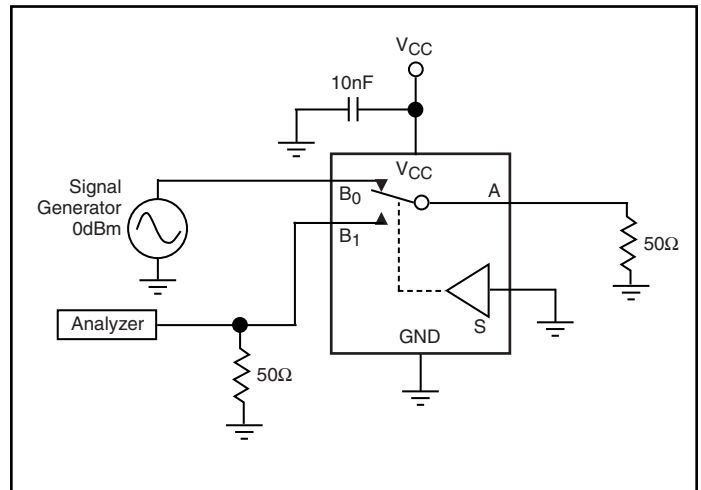 V_CC
10nF
V_CC
Signal
Generator
0dBm
B_0
A
B_1
50Ω
Analyzer
S
GND
50Ω